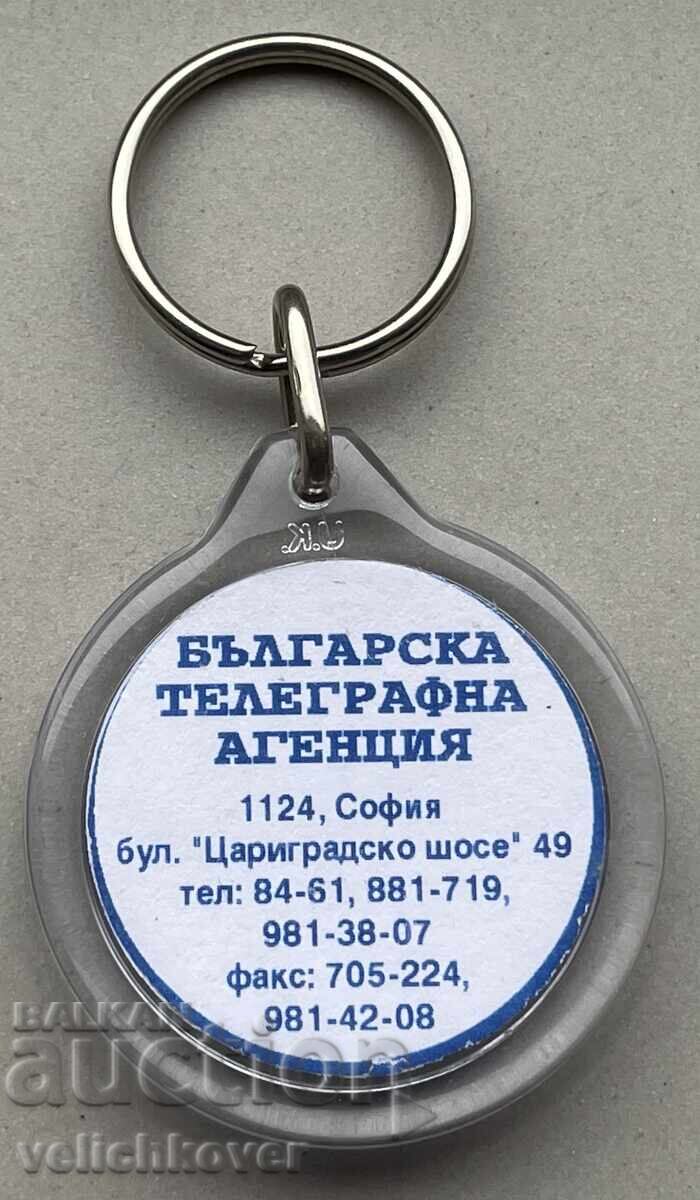 U.K.
БЪЛГАРСКА
ТЕЛЕГРАФНА
АГЕНЦИЯ
1124, София
бул. "Цариградско шосе" 49
тел: 84-61, 881-719,
981-38-07
факс: 705-224,
981-42-08
BALKAN
auction
velichkover